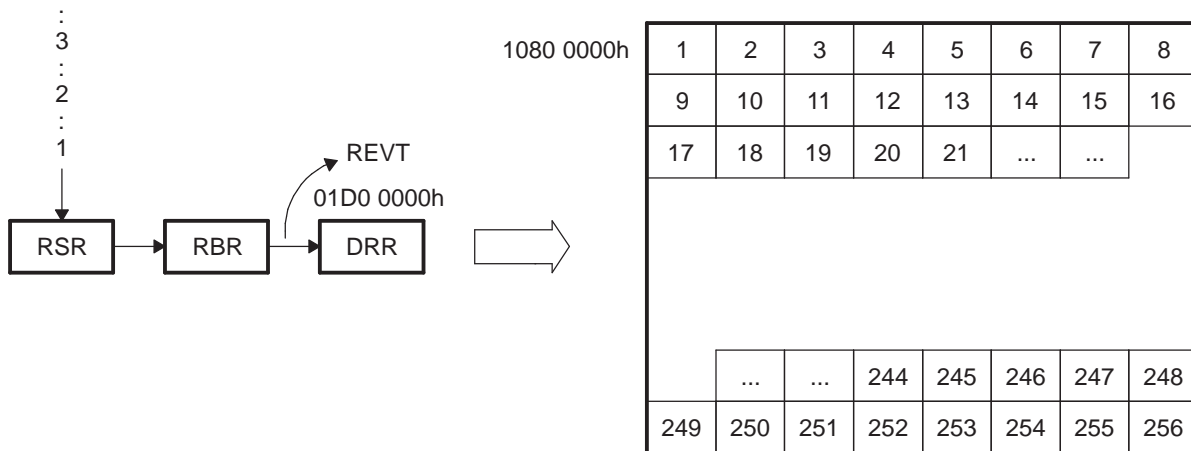 :
3
:
2
:
1
REVT
01D0 0000h
RSR
RBR
DRR
1080 0000h
1 2 3 4 5 6 7 8
9 10 11 12 13 14 15 16
17 18 19 20 21 ... ...
... ... 244 245 246 247 248
249 250 251 252 253 254 255 256